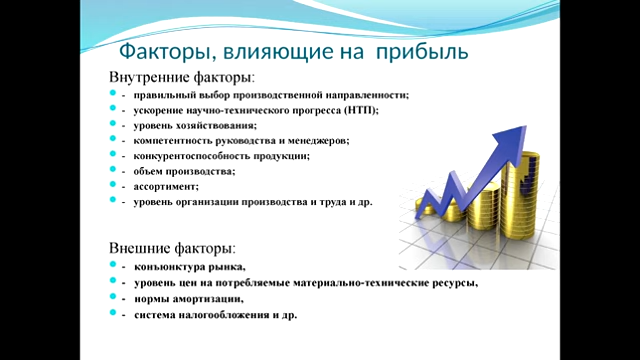 Факторы, влияющие на прибыль
Внутренние факторы:
- правильный выбор производственной направленности;
- ускорение научно-технического прогресса (НТП);
- уровень хозяйствования;
- компетентность руководства и менеджеров;
- конкурентоспособность продукции;
- объем производства;
- ассортимент;
- уровень организации производства и труда и др.
Внешние факторы:
- конъюнктура рынка,
- уровень цен на потребляемые материально-технические ресурсы,
- нормы амортизации,
- система налогообложения и др.